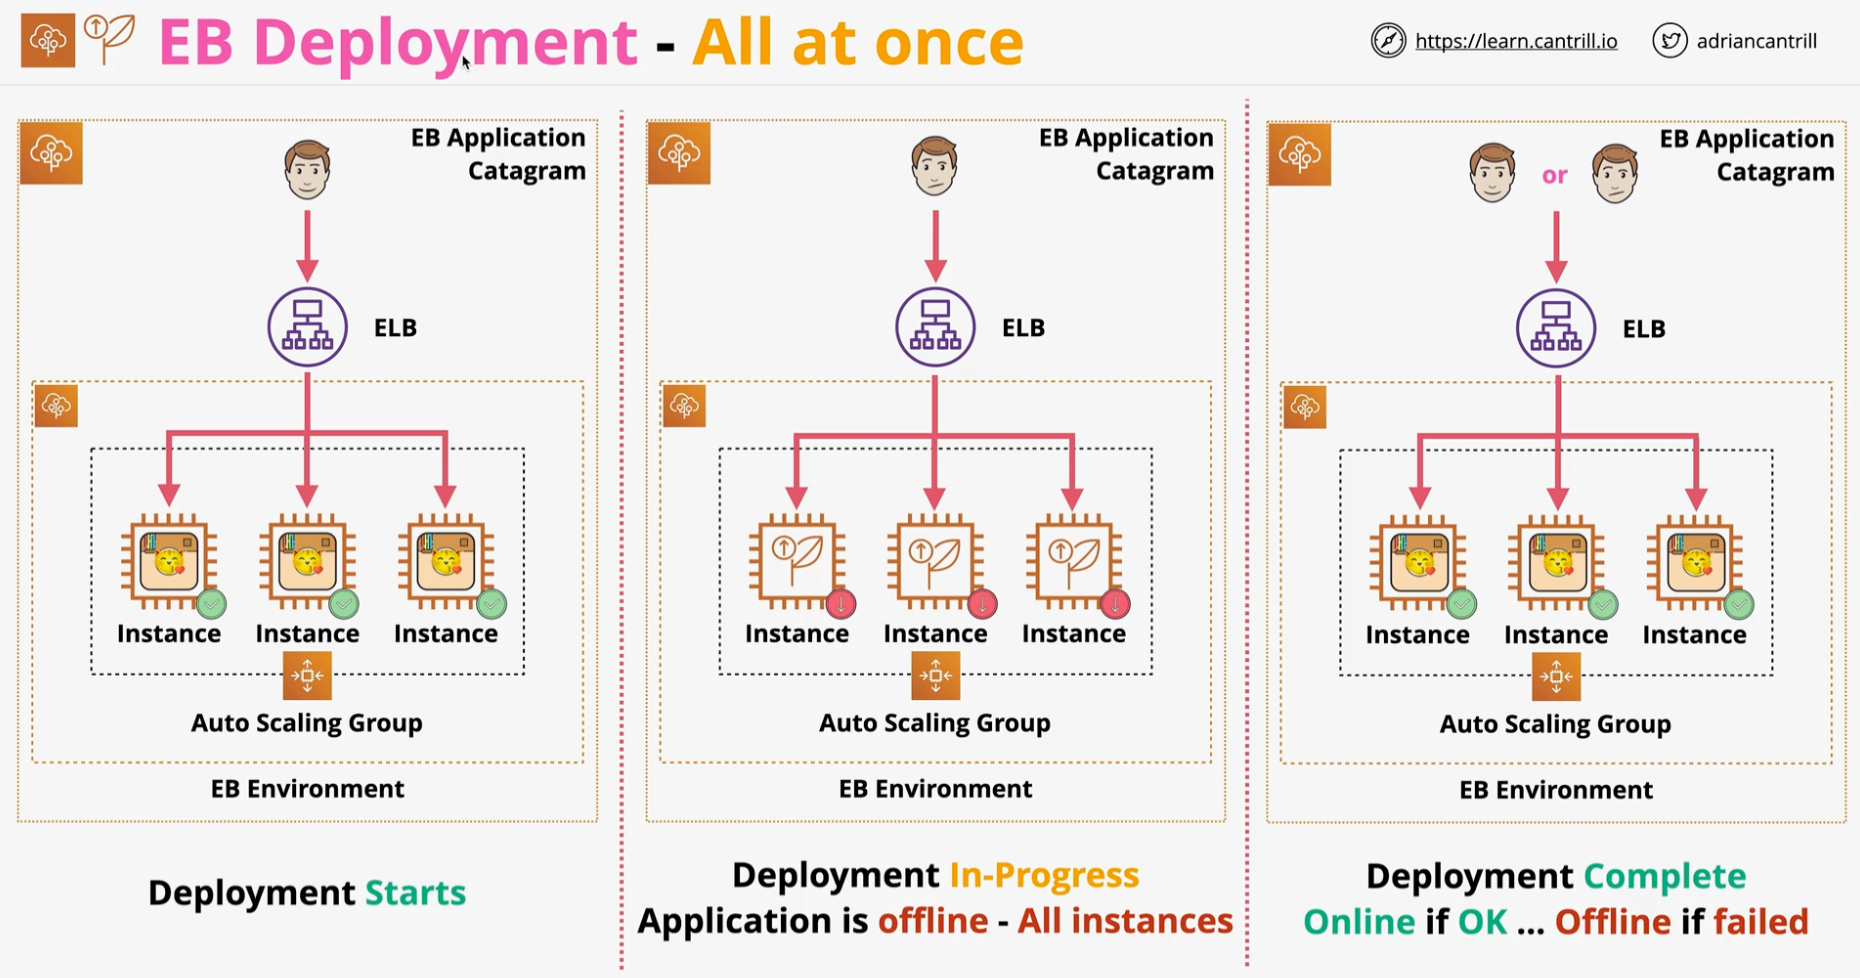 EB Deployment - All at once
https://learn.cantrill.io
adriancantrill
EB Application
Catagram
ELB
Instance Instance Instance
Auto Scaling Group
EB Environment
Deployment Starts
EB Application
Catagram
ELB
Instance Instance Instance
Auto Scaling Group
EB Environment
Deployment In-Progress
Application is offline - All instances
EB Application
Catagram
or
ELB
Instance Instance Instance
Auto Scaling Group
EB Environment
Deployment Complete
Online if OK ... Offline if failed